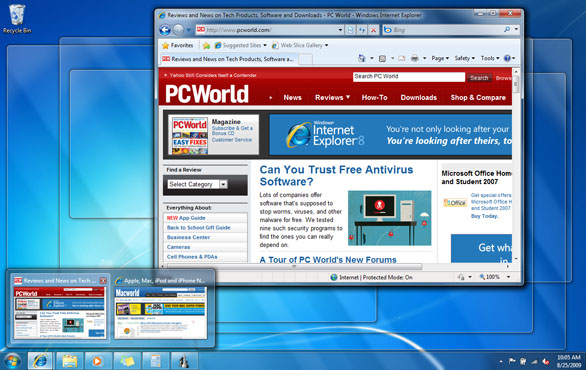 Recycle Bin
Reviews and News on Tech Products, Software and Downloads - PC World - Windows Internet Explorer
http://www.pcworld.com/
Bing
Favorites
Suggested Sites
Web Slice Gallery
Reviews and News on Tech Products, Software a...
Page
Safety
Tools
Yahoo Still Considers Itself a Contender
Search PC World
Search
Browse
PCWorld
News
Reviews
How-To
Downloads
Shop & Compare
PCWorld
EASY FIXES
Magazine
Subscribe & Get a
Bonus CD
Customer Service
Windows
Internet
Explorer 8
You're not only looking after your
You're looking after theirs, to
Find a Review
Select Category
Everything About:
NEW App Guide
Back to School Gift Guide
Business Center
Cameras
Cell Phones & PDAs
Can You Trust Free Antivirus
Software?
Lots of companies offer
software that's supposed to
stop worms, viruses, and other
malware for free. We tested
nine such security programs to
find the ones you can really
depend on.
A Tour of PC World's New Forums
Microsoft Office Home
and Student 2007
Office
Get special offers
Buy Today.
Get what
Internet | Protected Mode: On
100%
Reviews and News on Tech ...
Apple, Mac, iPod and iPhone N...
PCWorld
Macworld
10:05 AM
8/25/2009